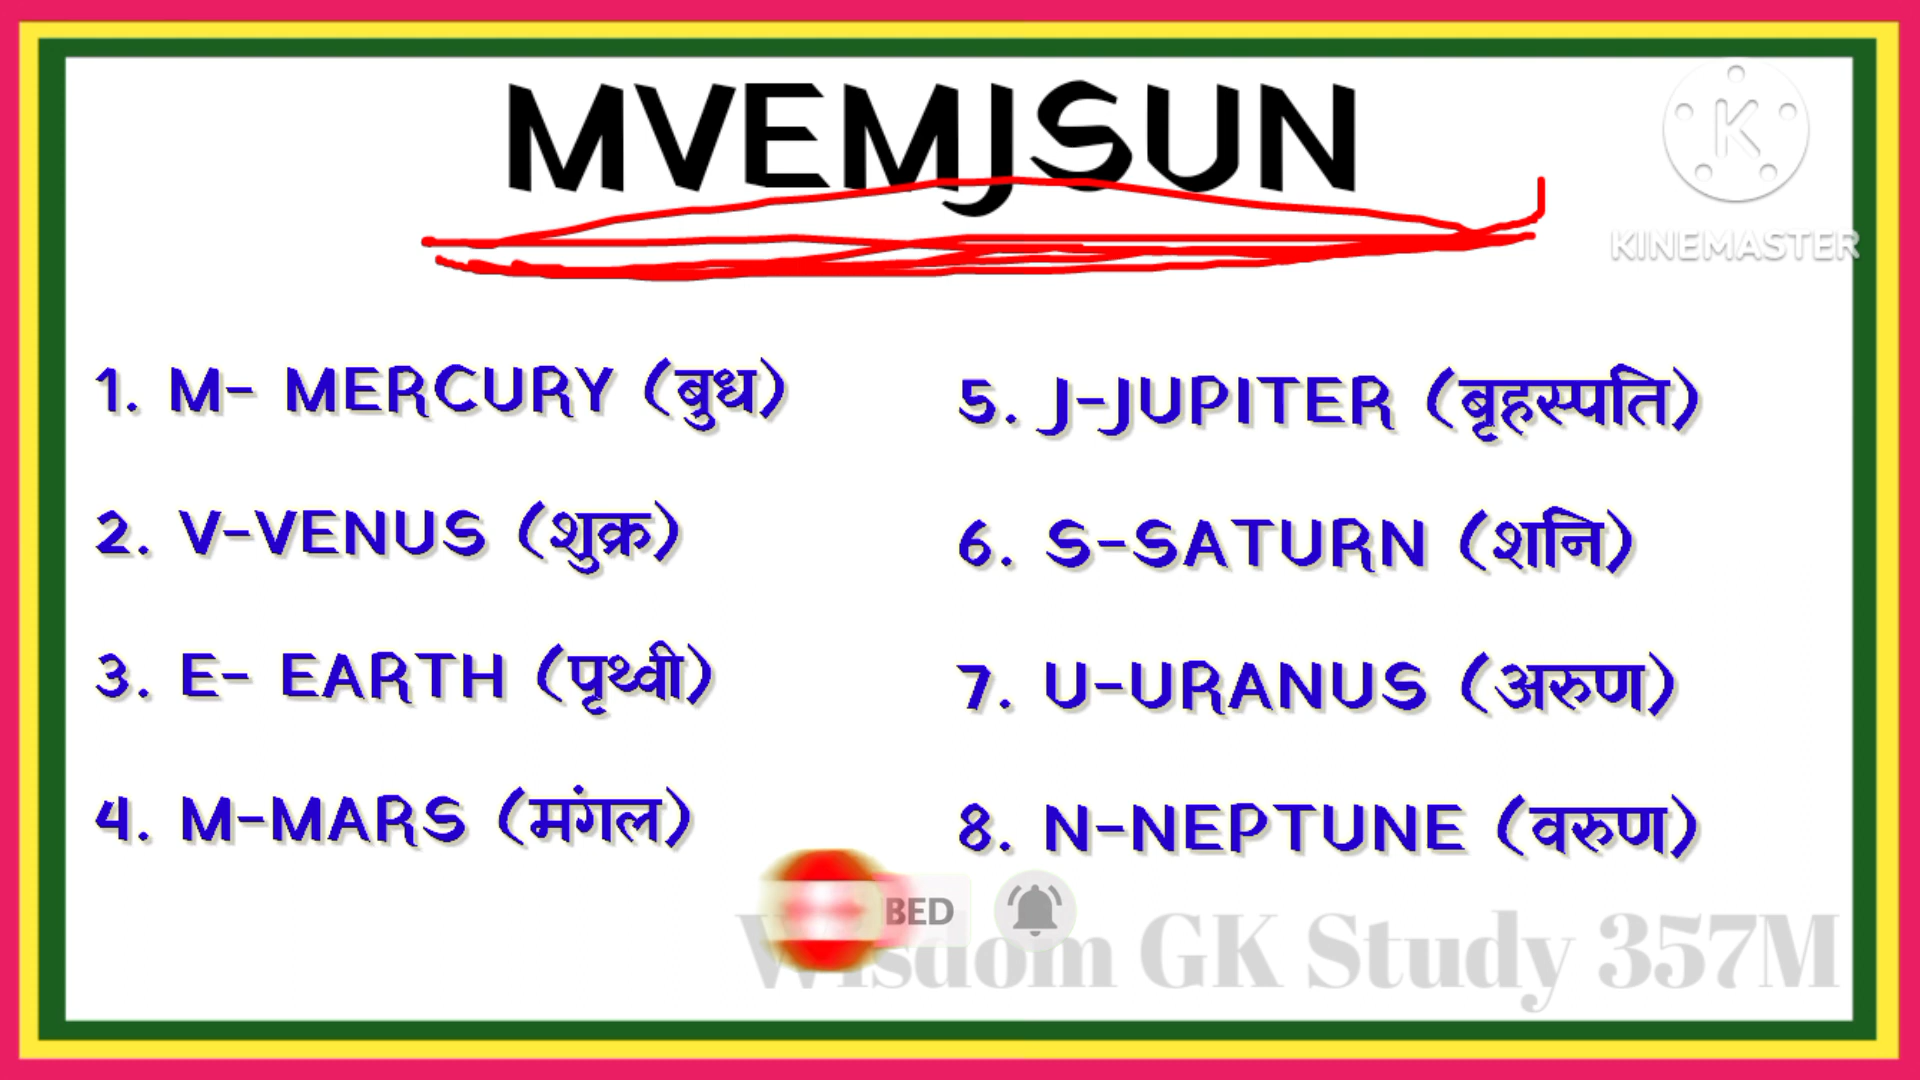 MVEMJSUN
K
KINEMASTER
1. M- MERCURY (बुध)
2. V-VENUS (शुक्र)
3. E- EARTH (पृथ्वी)
4. M-MARS (मंगल)
5. J-JUPITER (बृहस्पति)
6. S-SATURN (शनि)
7. U-URANUS (अरुण)
8. N-NEPTUNE (वरुण)
BED
Wisdom GK Study 357M